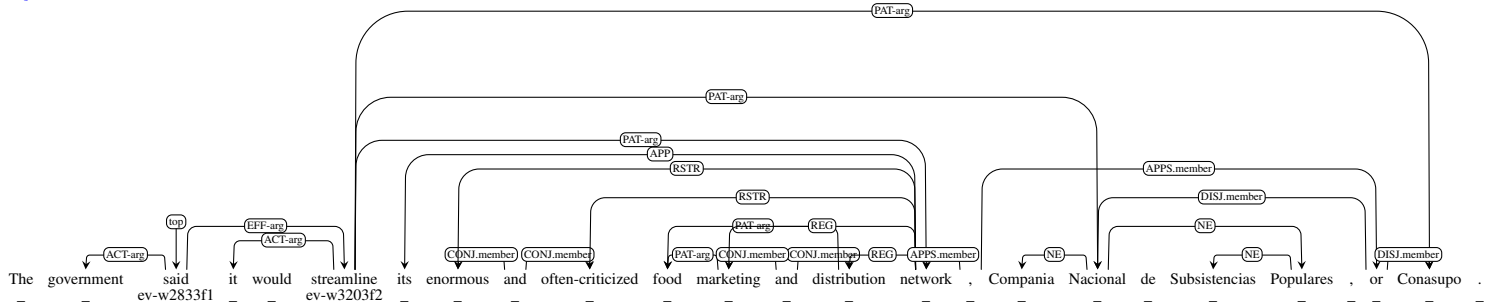 PAT-arg
PAT-arg
PAT-arg
APP
RSTR
APPS.member
RSTR
DISJ.member
top
EFF-arg
PAT-arg
REG
NE
ACT-arg
ACT-arg
CONJ.member
CONJ.member
PAT-arg
CONJ.member
CONJ.member
REG
APPS.member
NE
NE
DISJ.member
The government said it would streamline its enormous and often-criticized food marketing and distribution network , Compania Nacional de Subsistencias Populares , or Conasupo .
ev-w2833f1 ev-w3203f2
_ _ _ _ _ _ _ _ _ _ _ _ _ _ _ _ _ _ _ _ _ _ _ _ _